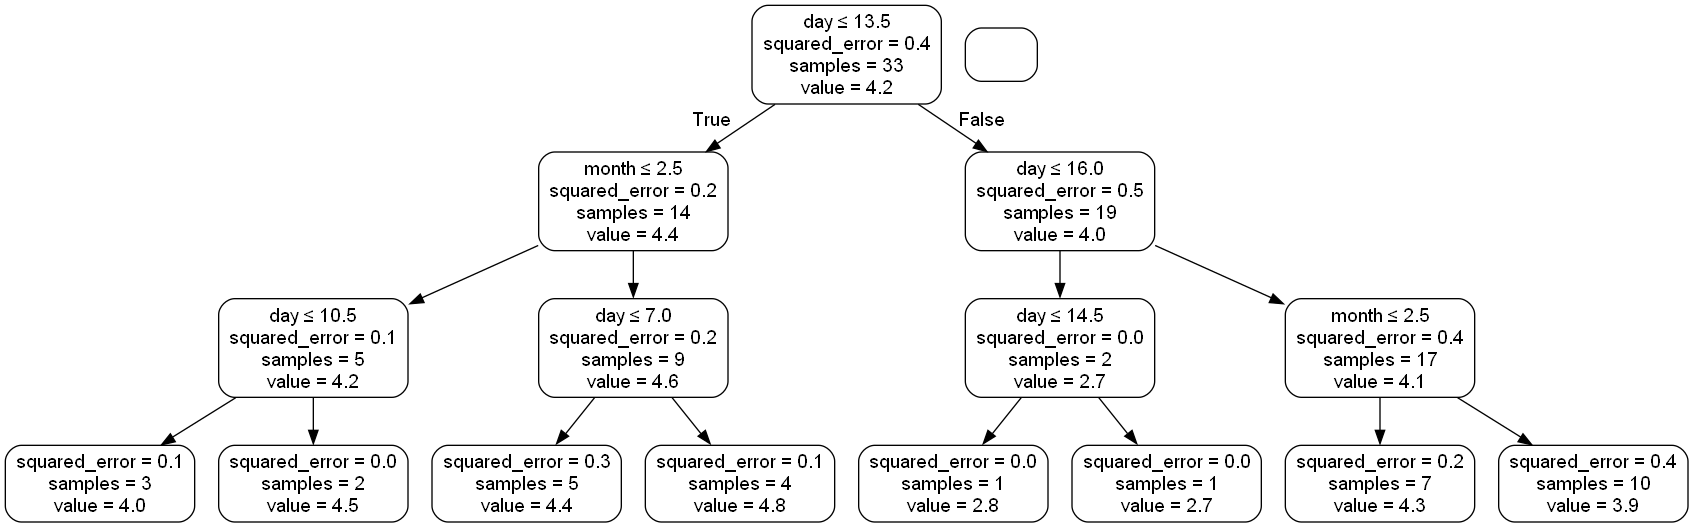 day ≤ 13.5
squared_error = 0.4
samples = 33
value = 4.2
True
False
month ≤ 2.5
squared_error = 0.2
samples = 14
value = 4.4
day ≤ 16.0
squared_error = 0.5
samples = 19
value = 4.0
day ≤ 10.5
squared_error = 0.1
samples = 5
value = 4.2
day ≤ 7.0
squared_error = 0.2
samples = 9
value = 4.6
day ≤ 14.5
squared_error = 0.0
samples = 2
value = 2.7
month ≤ 2.5
squared_error = 0.4
samples = 17
value = 4.1
squared_error = 0.1
samples = 3
value = 4.0
squared_error = 0.0
samples = 2
value = 4.5
squared_error = 0.3
samples = 5
value = 4.4
squared_error = 0.1
samples = 4
value = 4.8
squared_error = 0.0
samples = 1
value = 2.8
squared_error = 0.0
samples = 1
value = 2.7
squared_error = 0.2
samples = 7
value = 4.3
squared_error = 0.4
samples = 10
value = 3.9